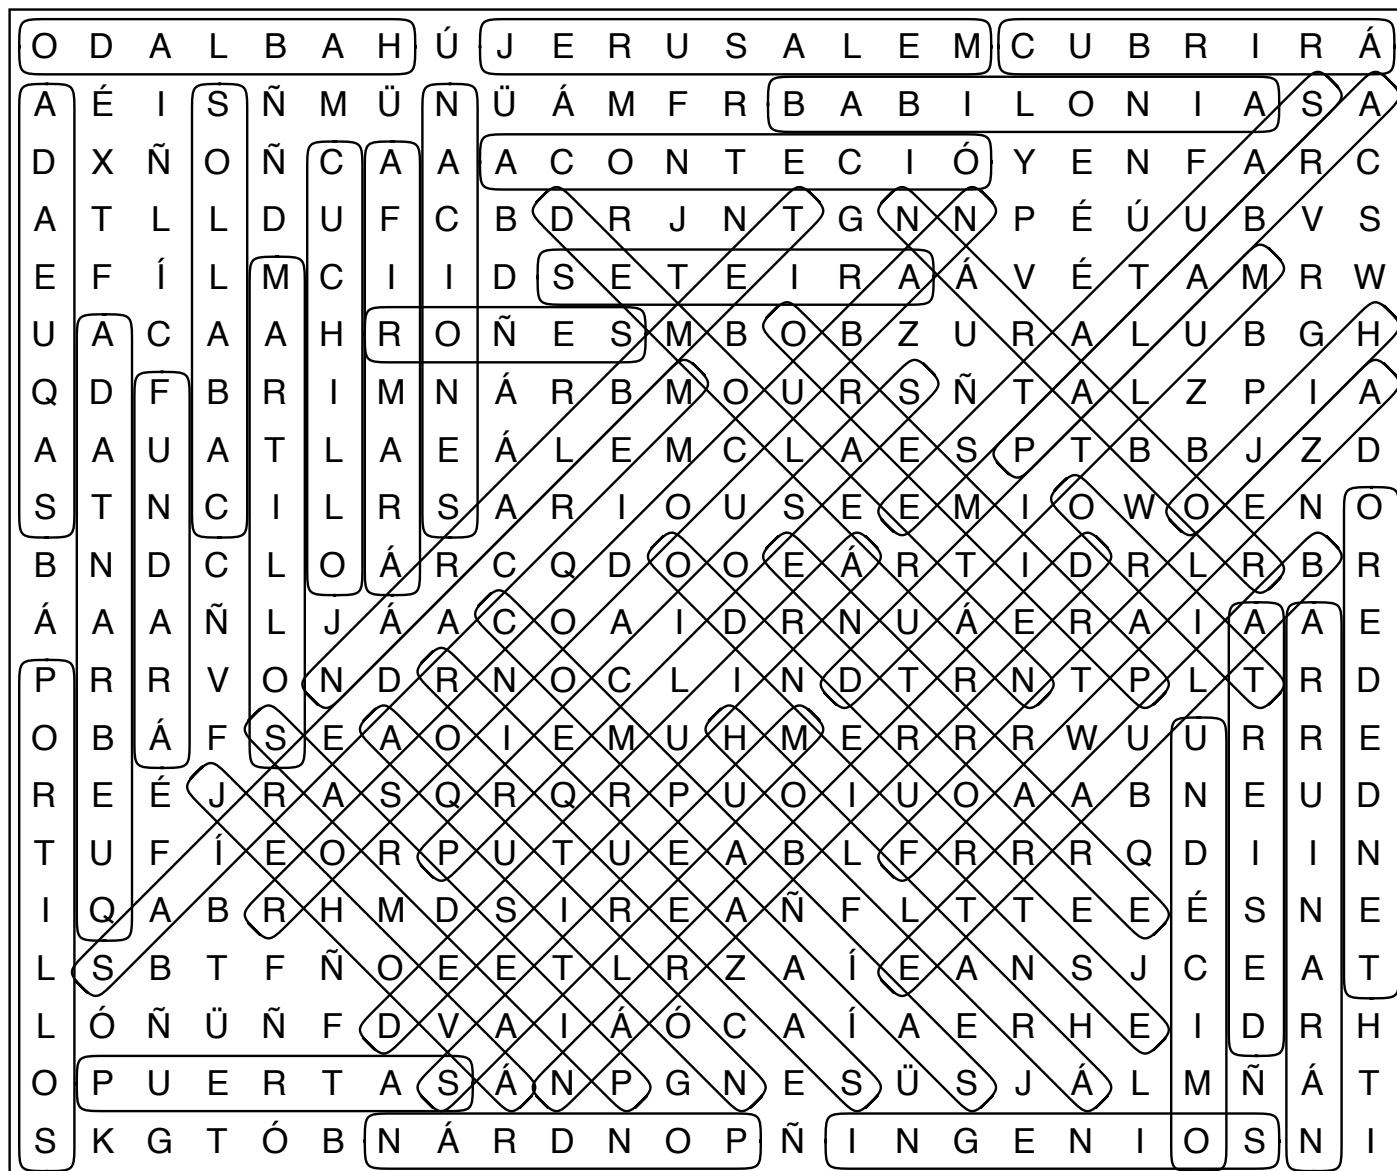 O D A L B A H Ú J E R U S A L E M C U B R I R Á
A É I S Ñ M Ü N Ü Á M F R B A B I L O N I A S A
D X Ñ O Ñ C A A A C O N T E C I Ó Y E N F A R C
A T L L D U F C B D R J N T G N N P É Ú U B V S
E F Í L M C I I D S E T E I R A Á V É T A M R W
U A C A A H R O Ñ E S M B O B Z U R A L U B G H
Q D F B R I M N Á R B M O U R S Ñ T A L Z P I A
A A U A T L A E Á L E M C L A E S P T B B J Z D
S T N C I L R S A R I O U S E E M I O W O E N O
B N D C L O Á R C Q D O O E Á R T I D R L R B R
Á A A Ñ L J Á A C O A I D R N U Á E R A I A A E
P R R V O N D R N O C L I N D T R N T P L T R D
O B Á F S E A O I E M U H M E R R R W U U R R E
R E É J R A S Q R Q R P U O I U O A A B N E U D
T U F Í E O R P U T U E A B L F R R R Q D I I N
I Q A B R H M D S I R E A Ñ F L T T E E É S N E
L S B T F Ñ O E E T L R Z A Í E A N S J C E A T
L Ó Ñ Ü Ñ F D V A I Á Ó C A Í A E R H E I D R H
O P U E R T A S Á N P G N E S Ü S J Á L M Ñ Á T
S K G T Ó B N Á R D N O P Ñ I N G E N I O S N I